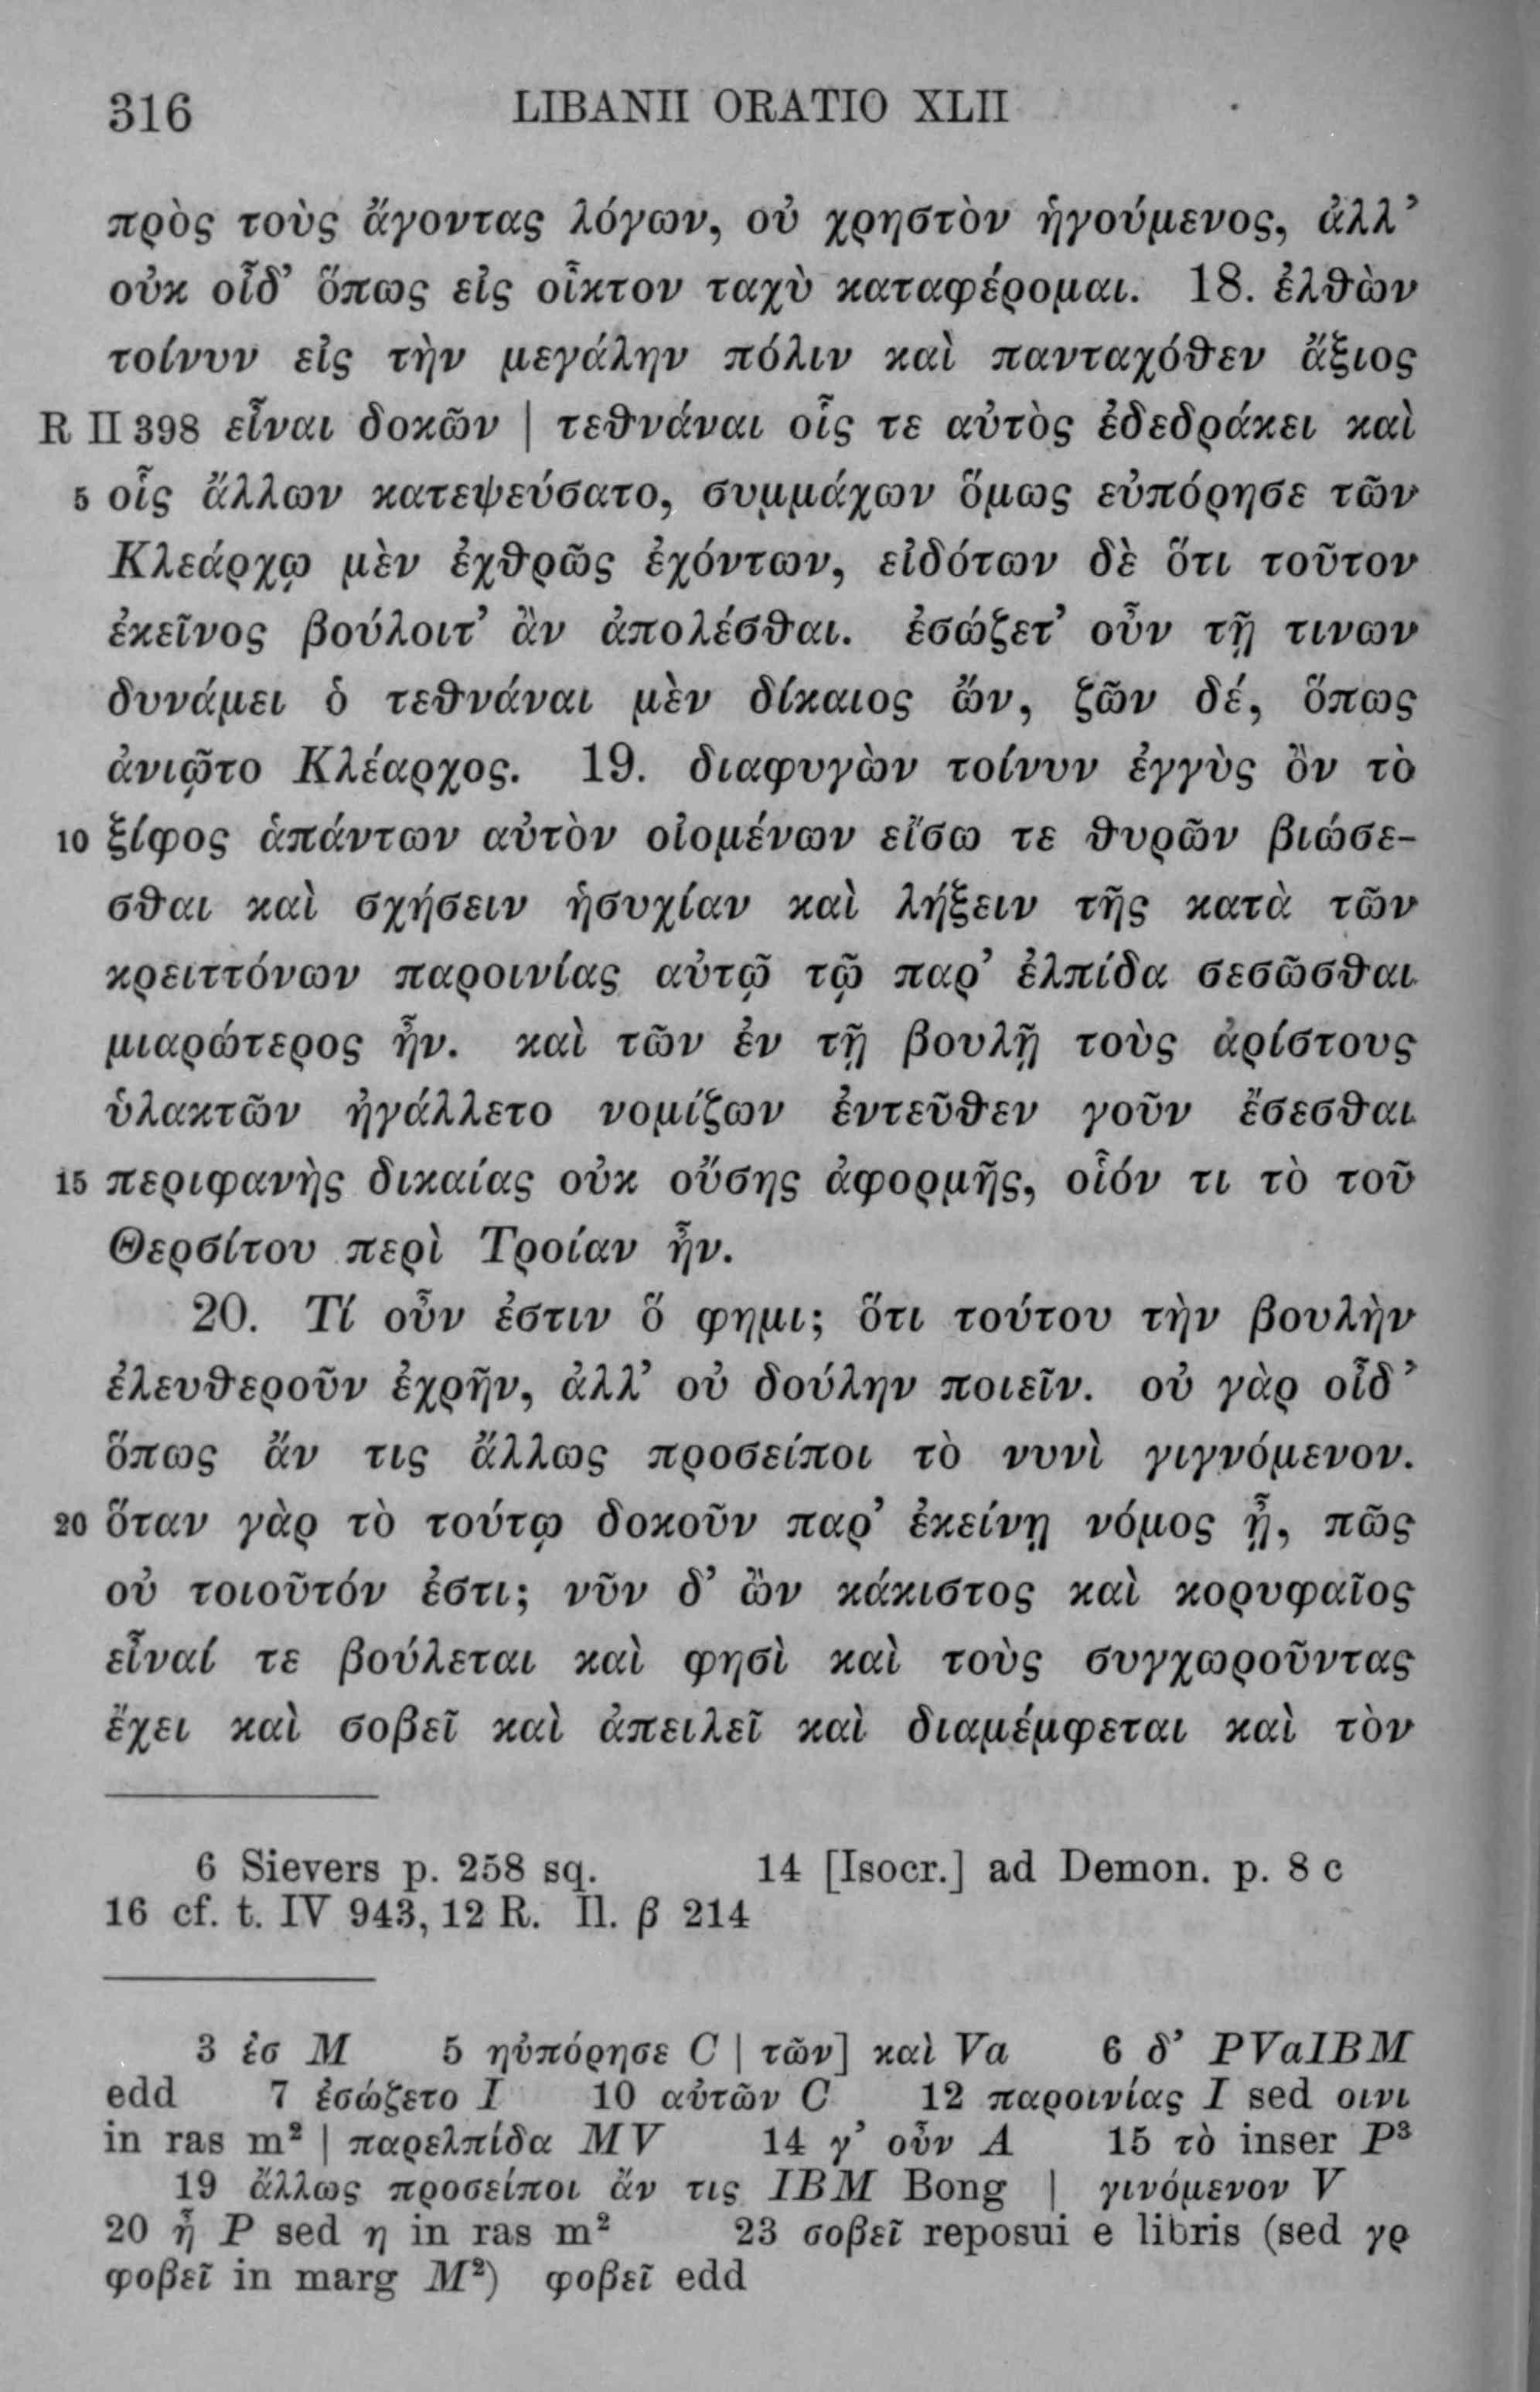 316 LIBANII ORATIO XLII
πρὸς τοὺς ἄγοντας λόγων, οὐ χρηστὸν ἡγούμενος, ἀλλ’
οὐκ οἶδ’ ὅπως εἰς οἶκτον ταχὺ καταφέρομαι. 18. ἐλθὼν
τοίνυν εἰς τὴν μεγάλην πόλιν καὶ πανταχόθεν ἄξιος
R II 398 εἶναι δοκῶν | τεθνάναι οἷς τε αὐτὸς ἐδεδράκει καὶ
5 οἷς ἄλλων κατεψεύσατο, συμμάχων ὅμως εὐπόρησε τῶν
Κλεάρχῳ μὲν ἐχθρῶς ἐχόντων, εἰδότων δὲ ὅτι τοῦτον
ἐκεῖνος βούλοιτ’ ἂν ἀπολέσθαι. ἐσώζετ’ οὖν τῇ τινων
δυνάμει ὁ τεθνάναι μὲν δίκαιος ὤν, ζῶν δέ, ὅπως
ἀνιῷτο Κλέαρχος. 19. διαφυγὼν τοίνυν ἐγγὺς ὂν τὸ
10 ξίφος ἁπάντων αὐτὸν οἰομένων εἴσω τε θυρῶν βιώσε-
σθαι καὶ σχήσειν ἡσυχίαν καὶ λήξειν τῆς κατὰ τῶν
κρειττόνων παροινίας αὐτῷ τῷ παρ’ ἐλπίδα σεσῶσθαι
μιαρώτερος ἦν. καὶ τῶν ἐν τῇ βουλῇ τοὺς ἀρίστους
ὑλακτῶν ἠγάλλετο νομίζων ἐντεῦθεν γοῦν ἔσεσθαι
15 περιφανὴς δικαίας οὐκ οὔσης ἀφορμῆς, οἷόν τι τὸ τοῦ
Θερσίτου περὶ Τροίαν ἦν.
20. Τί οὖν ἐστιν ὅ φημι; ὅτι τούτου τὴν βουλὴν
ἐλευθεροῦν ἐχρῆν, ἀλλ’ οὐ δούλην ποιεῖν. οὐ γὰρ οἶδ’
ὅπως ἄν τις ἄλλως προσείποι τὸ νυνὶ γιγνόμενον.
20 ὅταν γὰρ τὸ τούτῳ δοκοῦν παρ’ ἐκείνῃ νόμος ᾖ, πῶς
οὐ τοιοῦτόν ἐστι; νῦν δ’ ὢν κάκιστος καὶ κορυφαῖος
εἶναί τε βούλεται καὶ φησὶ καὶ τοὺς συγχωροῦντας
ἔχει καὶ σοβεῖ καὶ ἀπειλεῖ καὶ διαμέμφεται καὶ τὸν
6 Sievers p. 258 sq. 14 [Isocr.] ad Demon. p. 8 c
16 cf. t. IV 943, 12 R. Il. β 214
3 ἐσ M 5 ηὐπόρησε C | τῶν] καὶ Va 6 δ’ PVaIBM
edd 7 ἐσώζετο I 10 αὐτῶν C 12 παροινίας I sed οινι
in ras m² | παρελπίδα MV 14 γ’ οὖν A 15 τὸ inser P³
19 ἄλλως προσείποι ἄν τις IBM Bong | γινόμενον V
20 ἦ P sed η in ras m² 23 σοβεῖ reposui e libris (sed γρ
φοβεῖ in marg M²) φοβεῖ edd